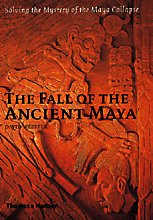 Solving the Mystery of the Maya Collapse
THE FALL OF THE
ANCIENT MAYA
DAVID WEBSTER
Thames & Hudson